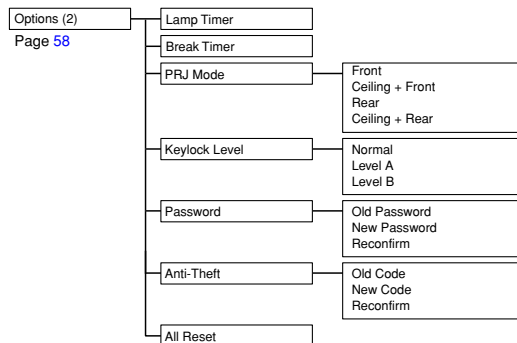 Options (2)
Page 58
Lamp Timer
Break Timer
PRJ Mode
Front
Ceiling + Front
Rear
Ceiling + Rear
Keylock Level
Normal
Level A
Level B
Password
Old Password
New Password
Reconfirm
Anti-Theft
Old Code
New Code
Reconfirm
All Reset